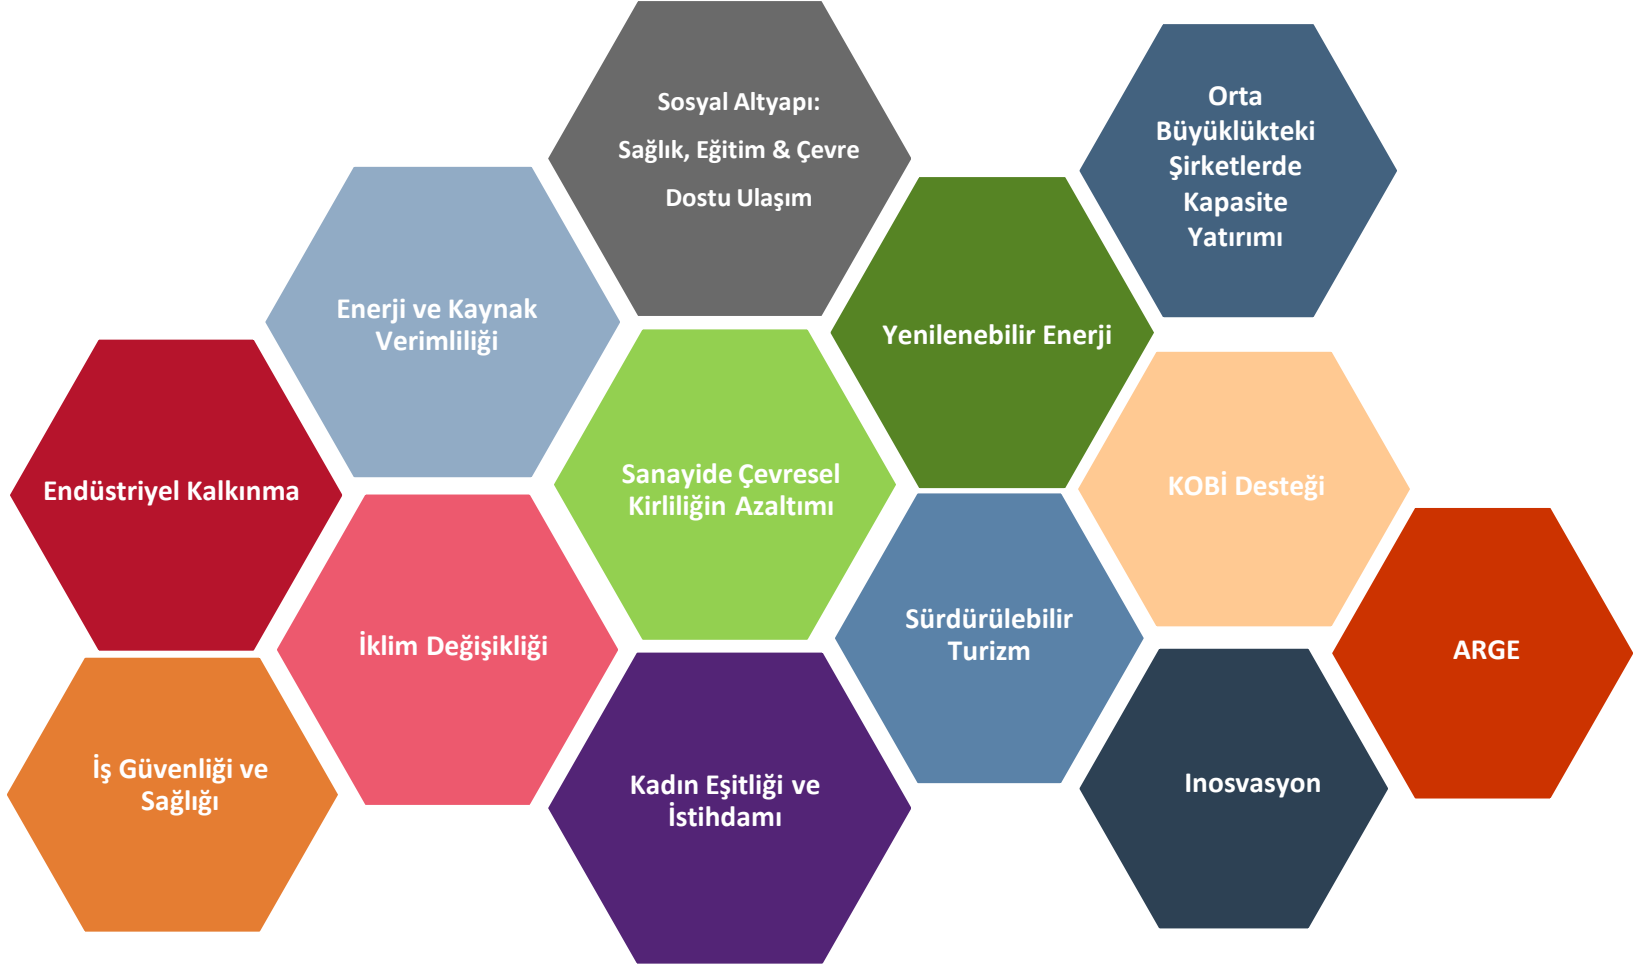 Sosyal Altyapı:
Sağlık, Eğitim & Çevre
Dostu Ulaşım
Orta
Büyüklükteki
Şirketlerde
Kapasite
Yatırımı
Enerji ve Kaynak
Verimliliği
Yenilenebilir Enerji
Endüstriyel Kalkınma
Sanayide Çevresel
Kirliliğin Azaltımı
KOBİ Desteği
İklim Değişikliği
Sürdürülebilir
Turizm
ARGE
İş Güvenliği ve
Sağlığı
Kadın Eşitliği ve
İstihdamı
Inosvasyon